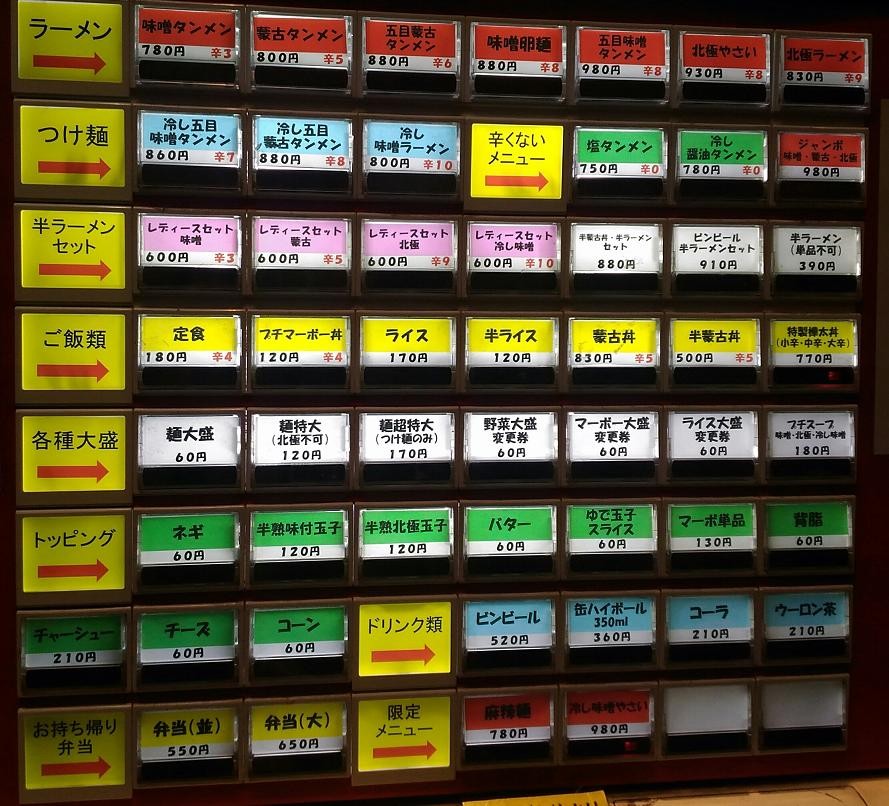 ラーメン
味噌タンメン
780円 辛3
蒙古タンメン
800円 辛5
五目蒙古
タンメン
880円 辛6
味噌卵麺
880円 辛8
五目味噌
タンメン
980円 辛8
北極やさい
930円 辛8
北極ラーメン
830円 辛9
つけ麺
冷し五目
味噌タンメン
860円 辛7
冷し五目
蒙古タンメン
880円 辛8
冷し
味噌ラーメン
800円 辛10
辛くない
メニュー
塩タンメン
750円 辛0
冷し
醤油タンメン
780円 辛0
ジャンボ
味噌・蒙古・北極
980円
半ラーメン
セット
レディースセット
味噌
600円 辛3
レディースセット
蒙古
600円 辛5
レディースセット
北極
600円 辛9
レディースセット
冷し味噌
600円 辛10
半蒙古丼・半ラーメン
セット
880円
ビンビール
半ラーメンセット
910円
半ラーメン
(単品不可)
390円
ご飯類
定食
180円 辛4
プチマーボー丼
120円 辛4
ライス
170円
半ライス
120円
蒙古丼
830円 辛5
半蒙古丼
500円 辛5
特製樺太丼
(小辛・中辛・大辛)
770円
各種大盛
麺大盛
60円
麺特大
(北極不可)
120円
麺超特大
(つけ麺のみ)
170円
野菜大盛
変更券
60円
マーボー大盛
変更券
60円
ライス大盛
変更券
60円
プチスープ
味噌・北極・冷し味噌
180円
トッピング
ネギ
60円
半熟味付玉子
120円
半熟北極玉子
120円
バター
60円
ゆで玉子
スライス
60円
マーボ単品
130円
背脂
60円
チャーシュー
210円
チーズ
60円
コーン
60円
ドリンク類
ビンビール
520円
缶ハイボール
350ml
360円
コーラ
210円
ウーロン茶
210円
お持ち帰り
弁当
弁当(並)
550円
弁当(大)
650円
限定
メニュー
麻辣麺
780円
冷し味噌やさい
980円